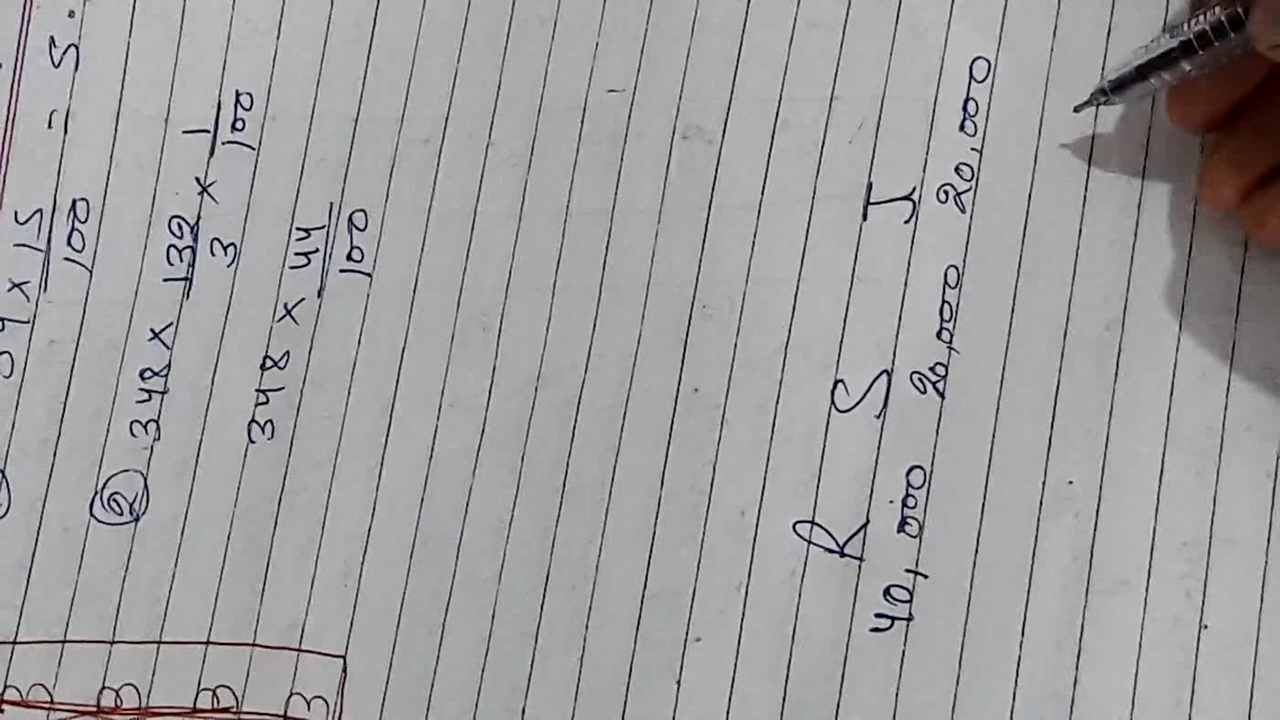 × 15/100 - 5.
② 348 × 132/3 × 1/100
348 × 44/100
R S J
40,000 20,000 20,000